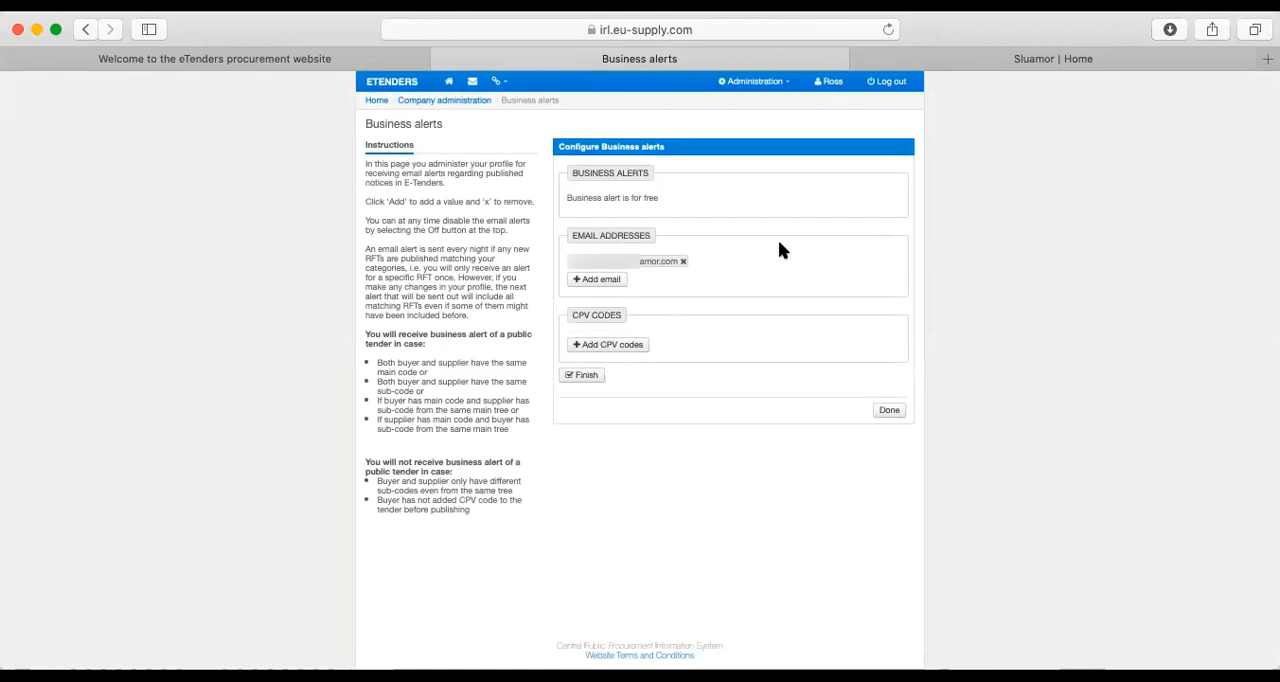 irl.eu-supply.com
Welcome to the eTenders procurement website
Business alerts
Sluamor | Home
ETENDERS
Administration
Ross
Log out
Home / Company administration / Business alerts
Business alerts
Instructions
In this page you administer your profile for
receiving email alerts regarding published
notices in E-Tenders.
Click 'Add' to add a value and 'x' to remove.
You can at any time disable the email alerts
by selecting the Off button at the top.
An email alert is sent every night if any new
RFTs are published matching your
categories, i.e. you will only receive an alert
for a specific RFT once. However, if you
make any changes in your profile, the next
alert that will be sent out will include all
matching RFTs even if some of them might
have been included before.
You will receive business alert of a public
tender in case:
Both buyer and supplier have the same
main code or
Both buyer and supplier have the same
sub-code or
If buyer has main code and supplier has
sub-code from the same main tree or
If supplier has main code and buyer has
sub-code from the same main tree
You will not receive business alert of a
public tender in case:
Buyer and supplier only have different
sub-codes even from the same tree
Buyer has not added CPV code to the
tender before publishing
Configure Business alerts
BUSINESS ALERTS
Business alert is for free
EMAIL ADDRESSES
amor.com ×
+ Add email
CPV CODES
+ Add CPV codes
Finish
Done
Central Public Procurement Information System
Website Terms and Conditions